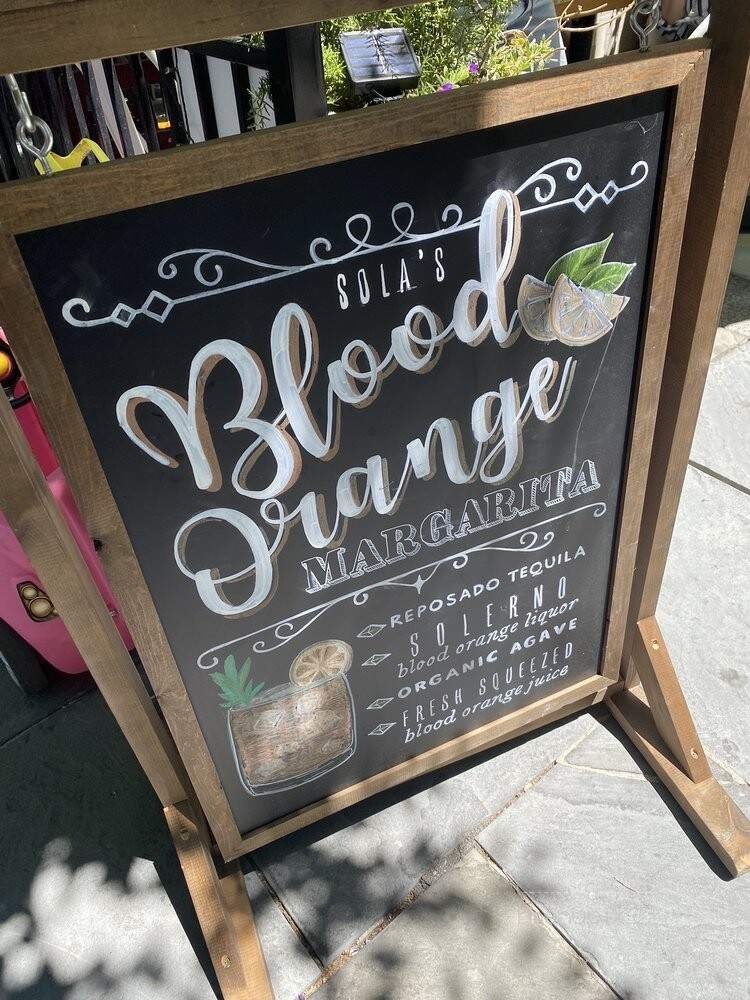 SOLA'S
Blood
Orange
MARGARITA
REPOSADO TEQUILA
SOLERNO
blood orange liquor
ORGANIC AGAVE
FRESH SQUEEZED
blood orange juice